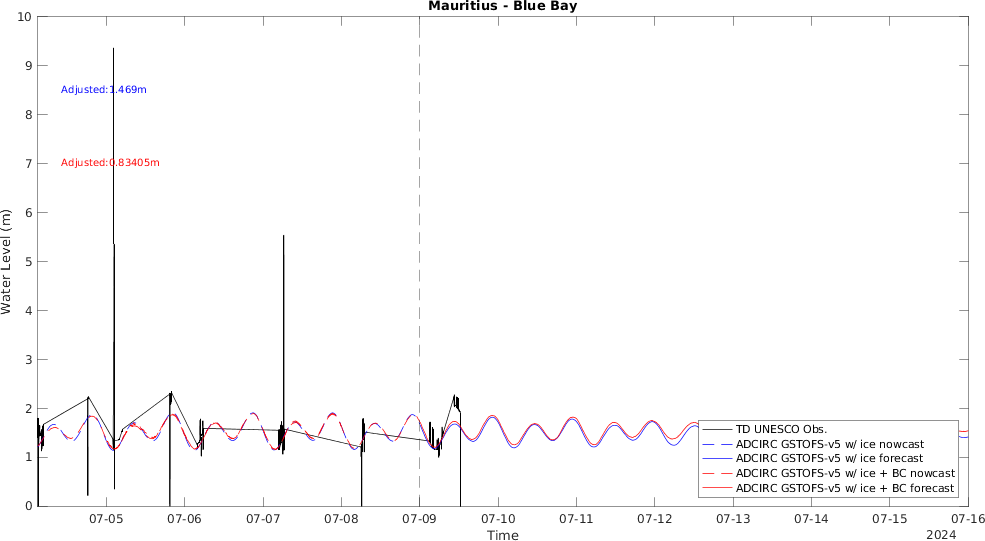 Mauritius - Blue Bay
10
9
8
7
6
5
4
3
2
1
0
Water Level (m)
Adjusted:1.469m
Adjusted:0.83405m
TD UNESCO Obs.
ADCIRC GSTOFS-v5 w/ ice nowcast
ADCIRC GSTOFS-v5 w/ ice forecast
ADCIRC GSTOFS-v5 w/ ice + BC nowcast
ADCIRC GSTOFS-v5 w/ ice + BC forecast
07-05 07-06 07-07 07-08 07-09 07-10 07-11 07-12 07-13 07-14 07-15 07-16
Time
2024